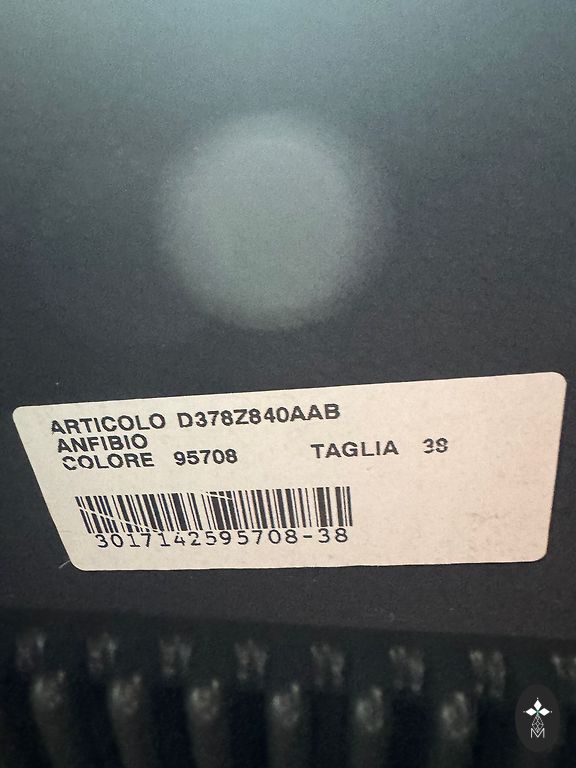 ARTICOLO D378Z840AAB
ANFIBIO
COLORE 95708 TAGLIA 38
3017142595708-38
M